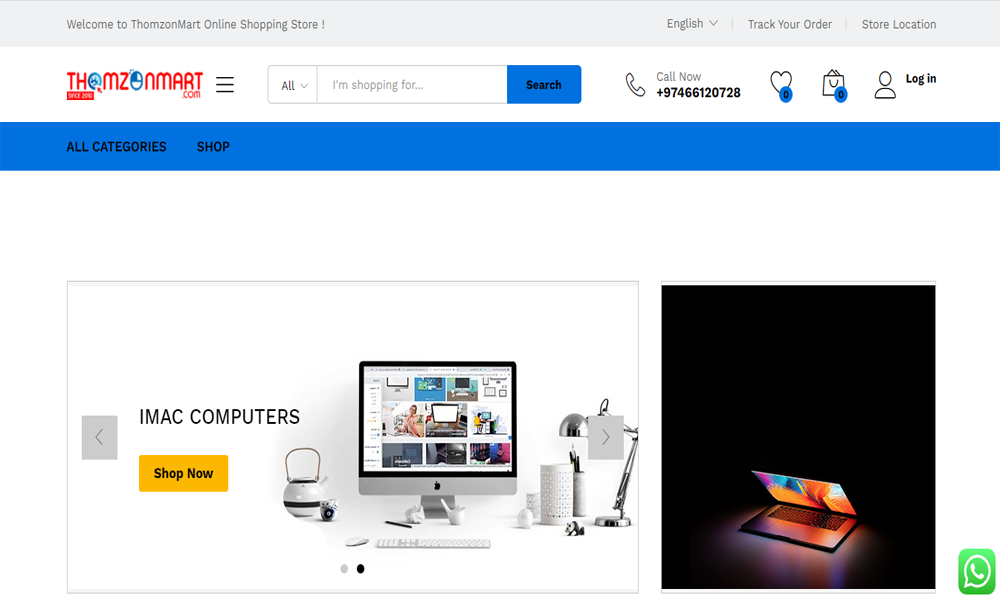 Welcome to ThomzonMart Online Shopping Store !
English
Track Your Order
Store Location
THOMZONMART
.COM
SINCE 2010
All
I'm shopping for...
Search
Call Now
+97466120728
0
0
Log in
ALL CATEGORIES
SHOP
IMAC COMPUTERS
Shop Now